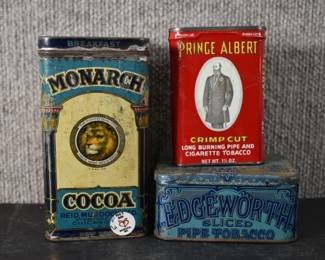 BREAKFAST
MONARCH
COCOA
REID, MURDOCH
CHICAGO
PRINCE ALBERT
CRIMP CUT
LONG BURNING PIPE AND
CIGARETTE TOBACCO
NET WT. 1½ OZ.
EDGEWORTH
SLICED
PIPE TOBACCO